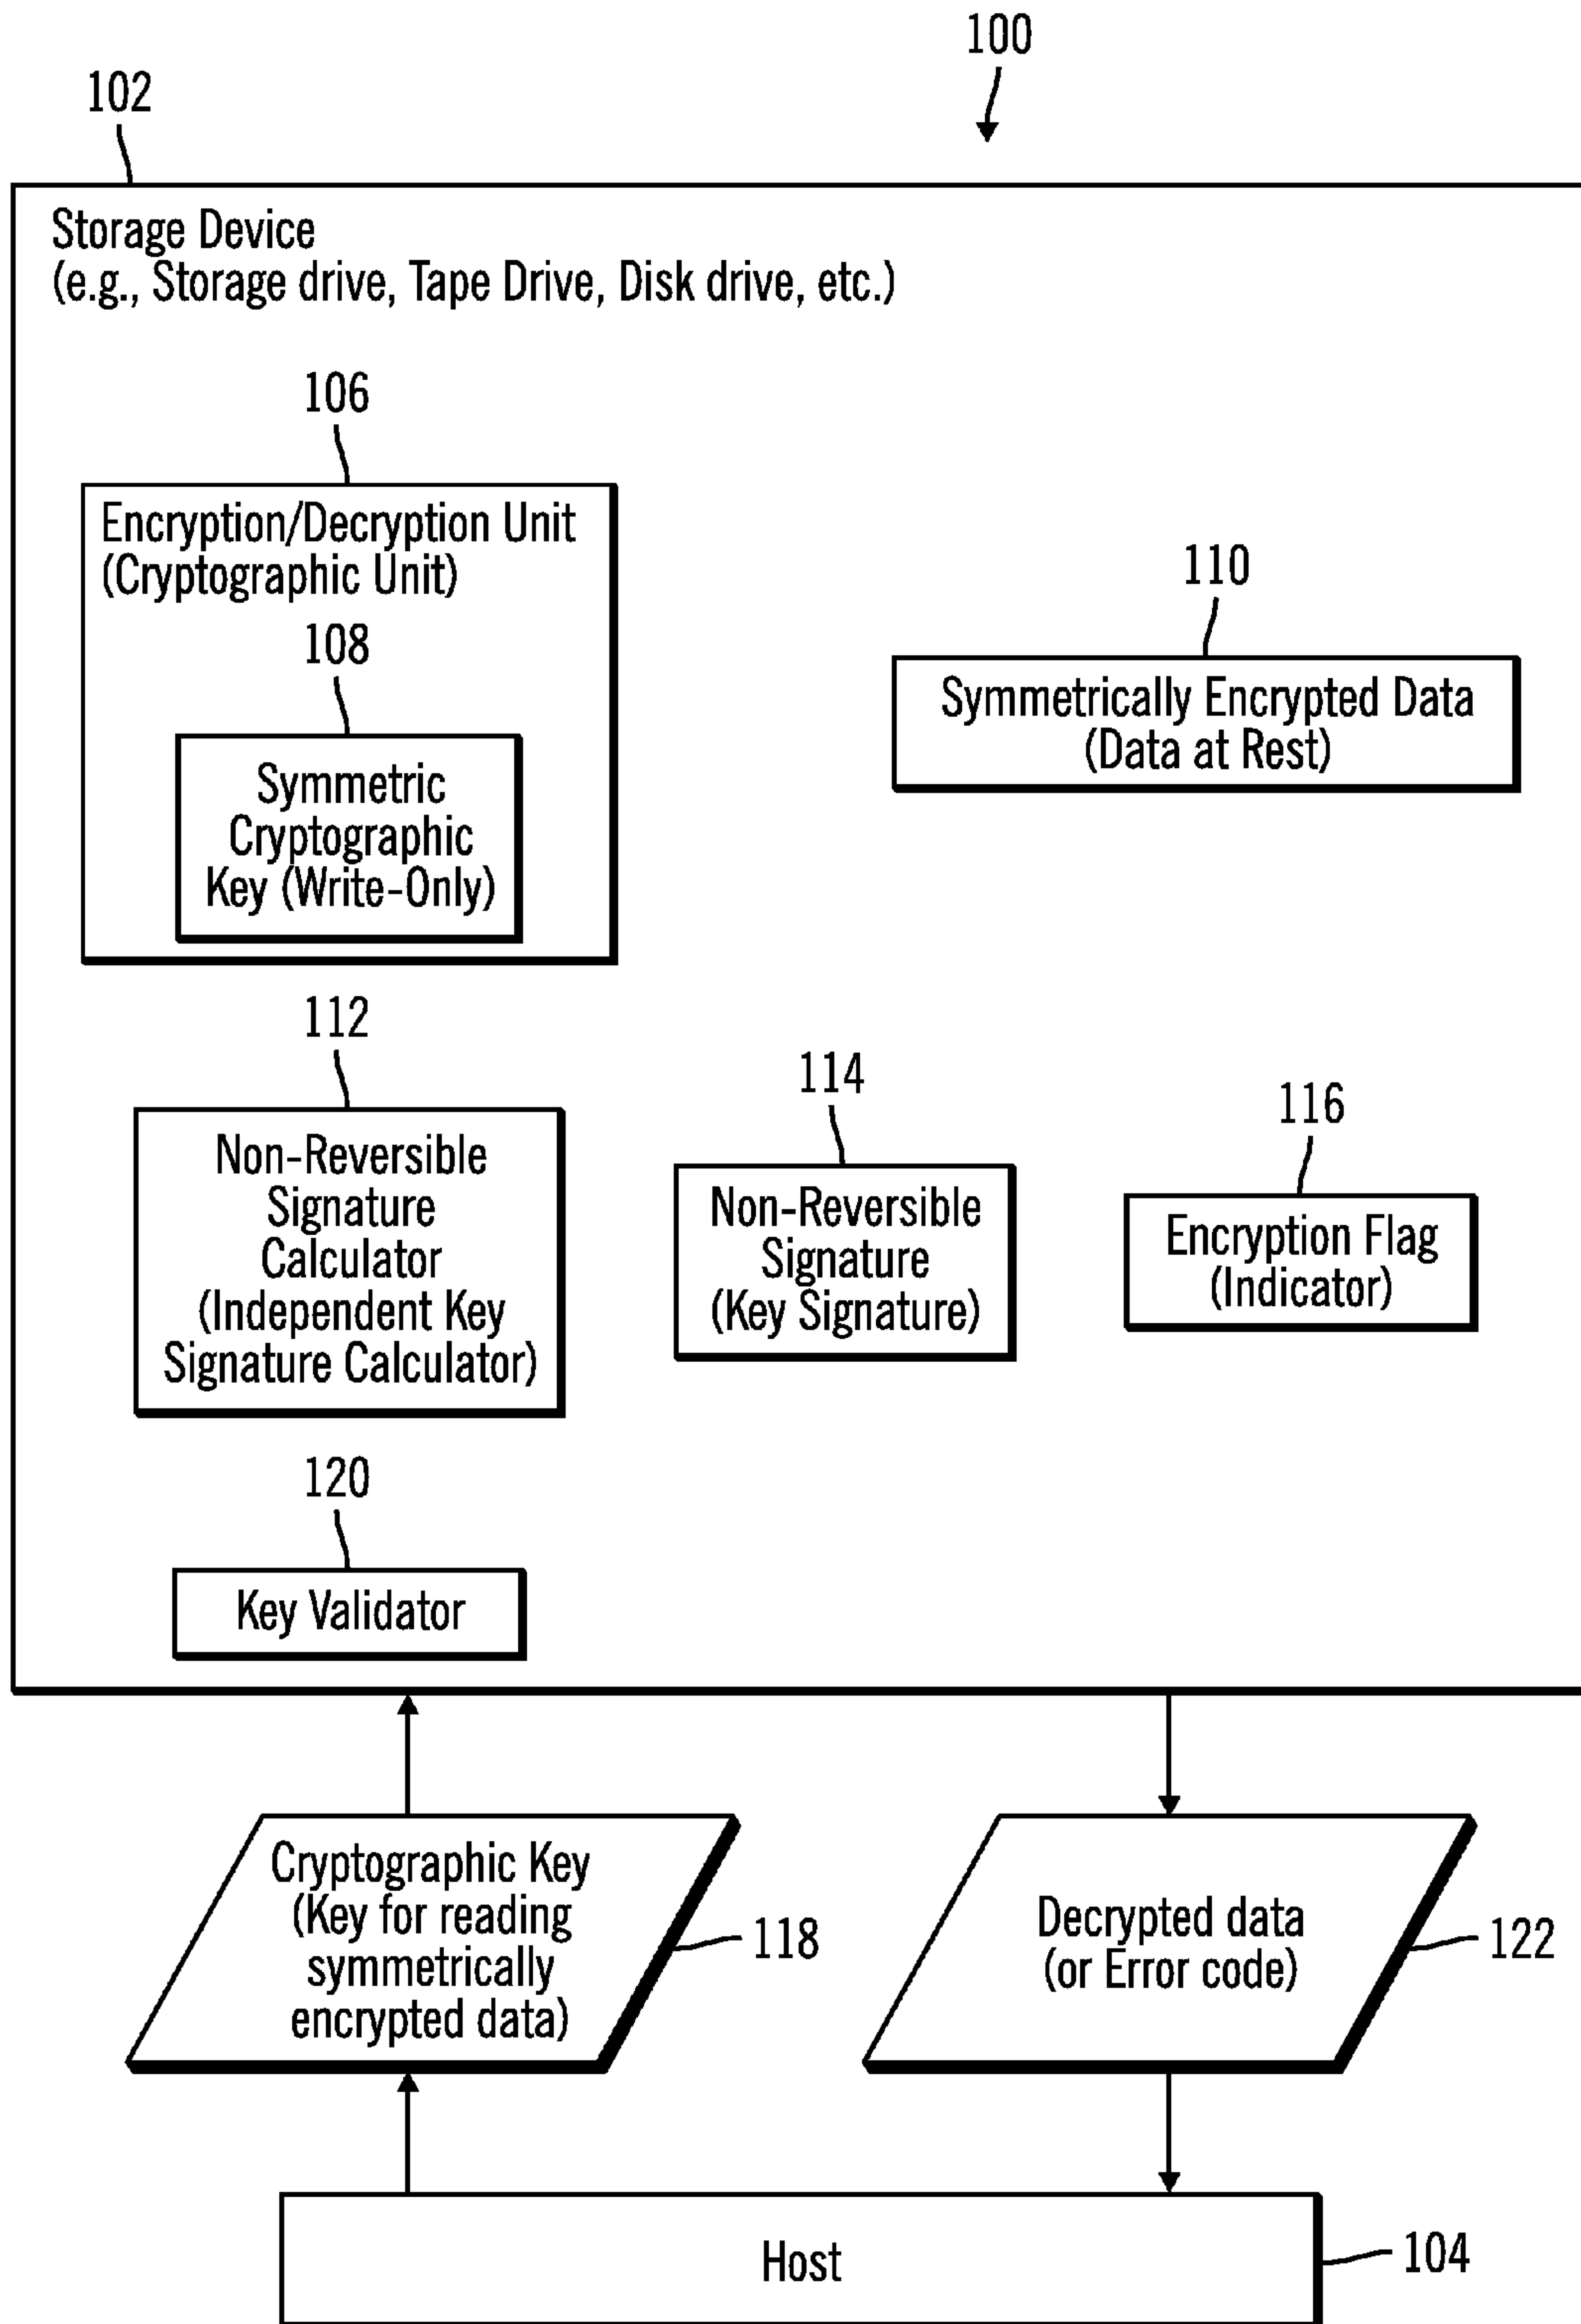 100
102
Storage Device
(e.g., Storage drive, Tape Drive, Disk drive, etc.)
106
Encryption/Decryption Unit
(Cryptographic Unit)
108
Symmetric
Cryptographic
Key (Write-Only)
110
Symmetrically Encrypted Data
(Data at Rest)
112
Non-Reversible
Signature
Calculator
(Independent Key
Signature Calculator)
114
Non-Reversible
Signature
(Key Signature)
116
Encryption Flag
(Indicator)
120
Key Validator
Cryptographic Key
(Key for reading
symmetrically
encrypted data)
118
Decrypted data
(or Error code)
122
Host
104